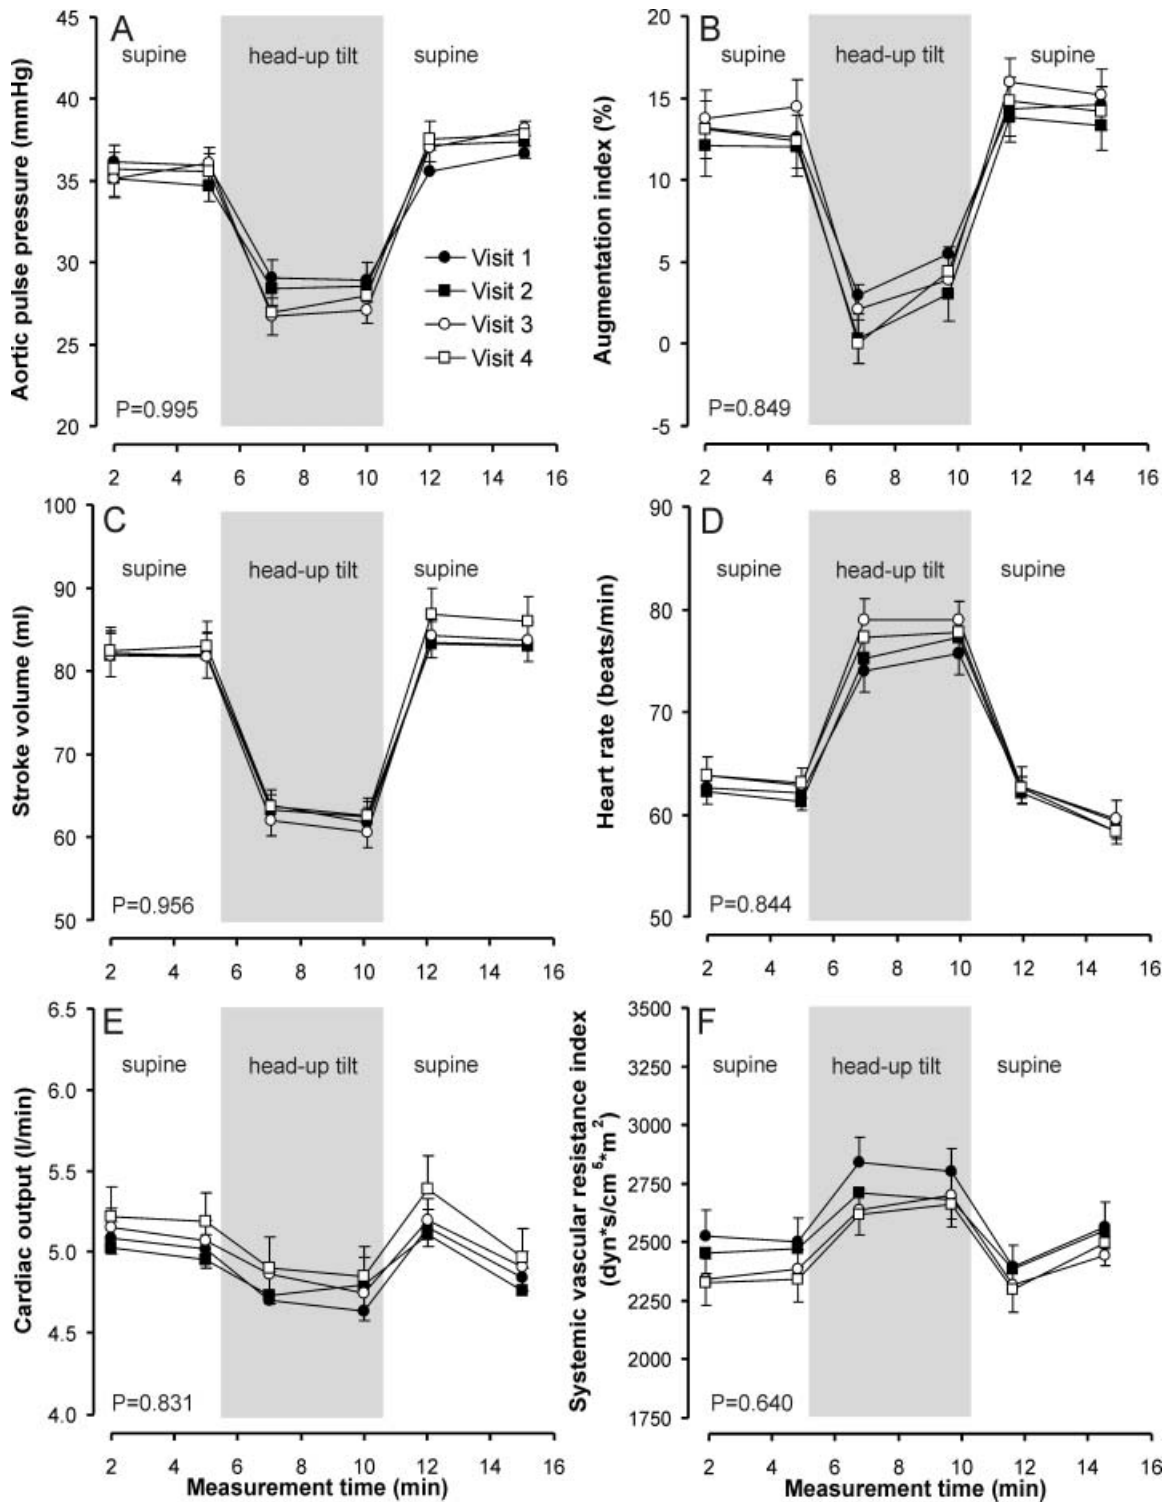 A
supine
head-up tilt
supine
Aortic pulse pressure (mmHg)
45
40
35
30
25
20
Visit 1
Visit 2
Visit 3
Visit 4
P=0.995
2 4 6 8 10 12 14 16
B
supine
head-up tilt
supine
Augmentation index (%)
20
15
10
5
0
-5
P=0.849
2 4 6 8 10 12 14 16
C
supine
head-up tilt
supine
Stroke volume (ml)
100
90
80
70
60
50
P=0.956
2 4 6 8 10 12 14 16
D
supine
head-up tilt
supine
Heart rate (beats/min)
90
80
70
60
50
P=0.844
2 4 6 8 10 12 14 16
E
supine
head-up tilt
supine
Cardiac output (l/min)
6.5
6.0
5.5
5.0
4.5
4.0
P=0.831
2 4 6 8 10 12 14 16
Measurement time (min)
F
supine
head-up tilt
supine
Systemic vascular resistance index
(dyn*s/cm⁵*m²)
3500
3250
3000
2750
2500
2250
2000
1750
P=0.640
2 4 6 8 10 12 14 16
Measurement time (min)